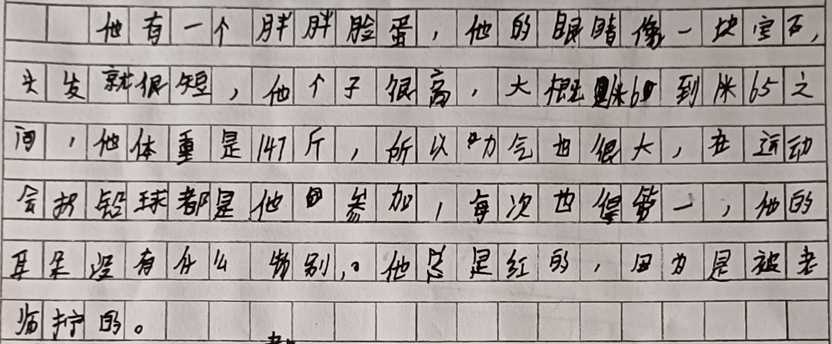 他有一个胖胖脸蛋，他的眼睛像一块宝石，
头发就很短，他个子很高，大概1米60到1米65之
间，他体重是147斤，所以力气也很大，在运动
会扔铅球都是他参加，每次也得第一，他的
耳朵没有什么特别，。他总是红的，因为是被老
师拧的。